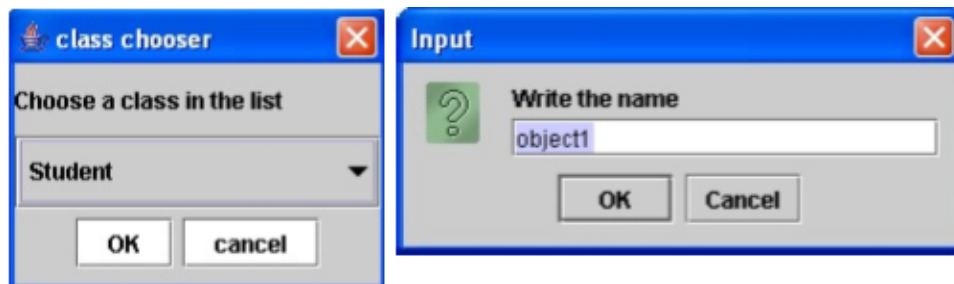 class chooser
Choose a class in the list
Student
OK cancel
Input
Write the name
object1
OK Cancel